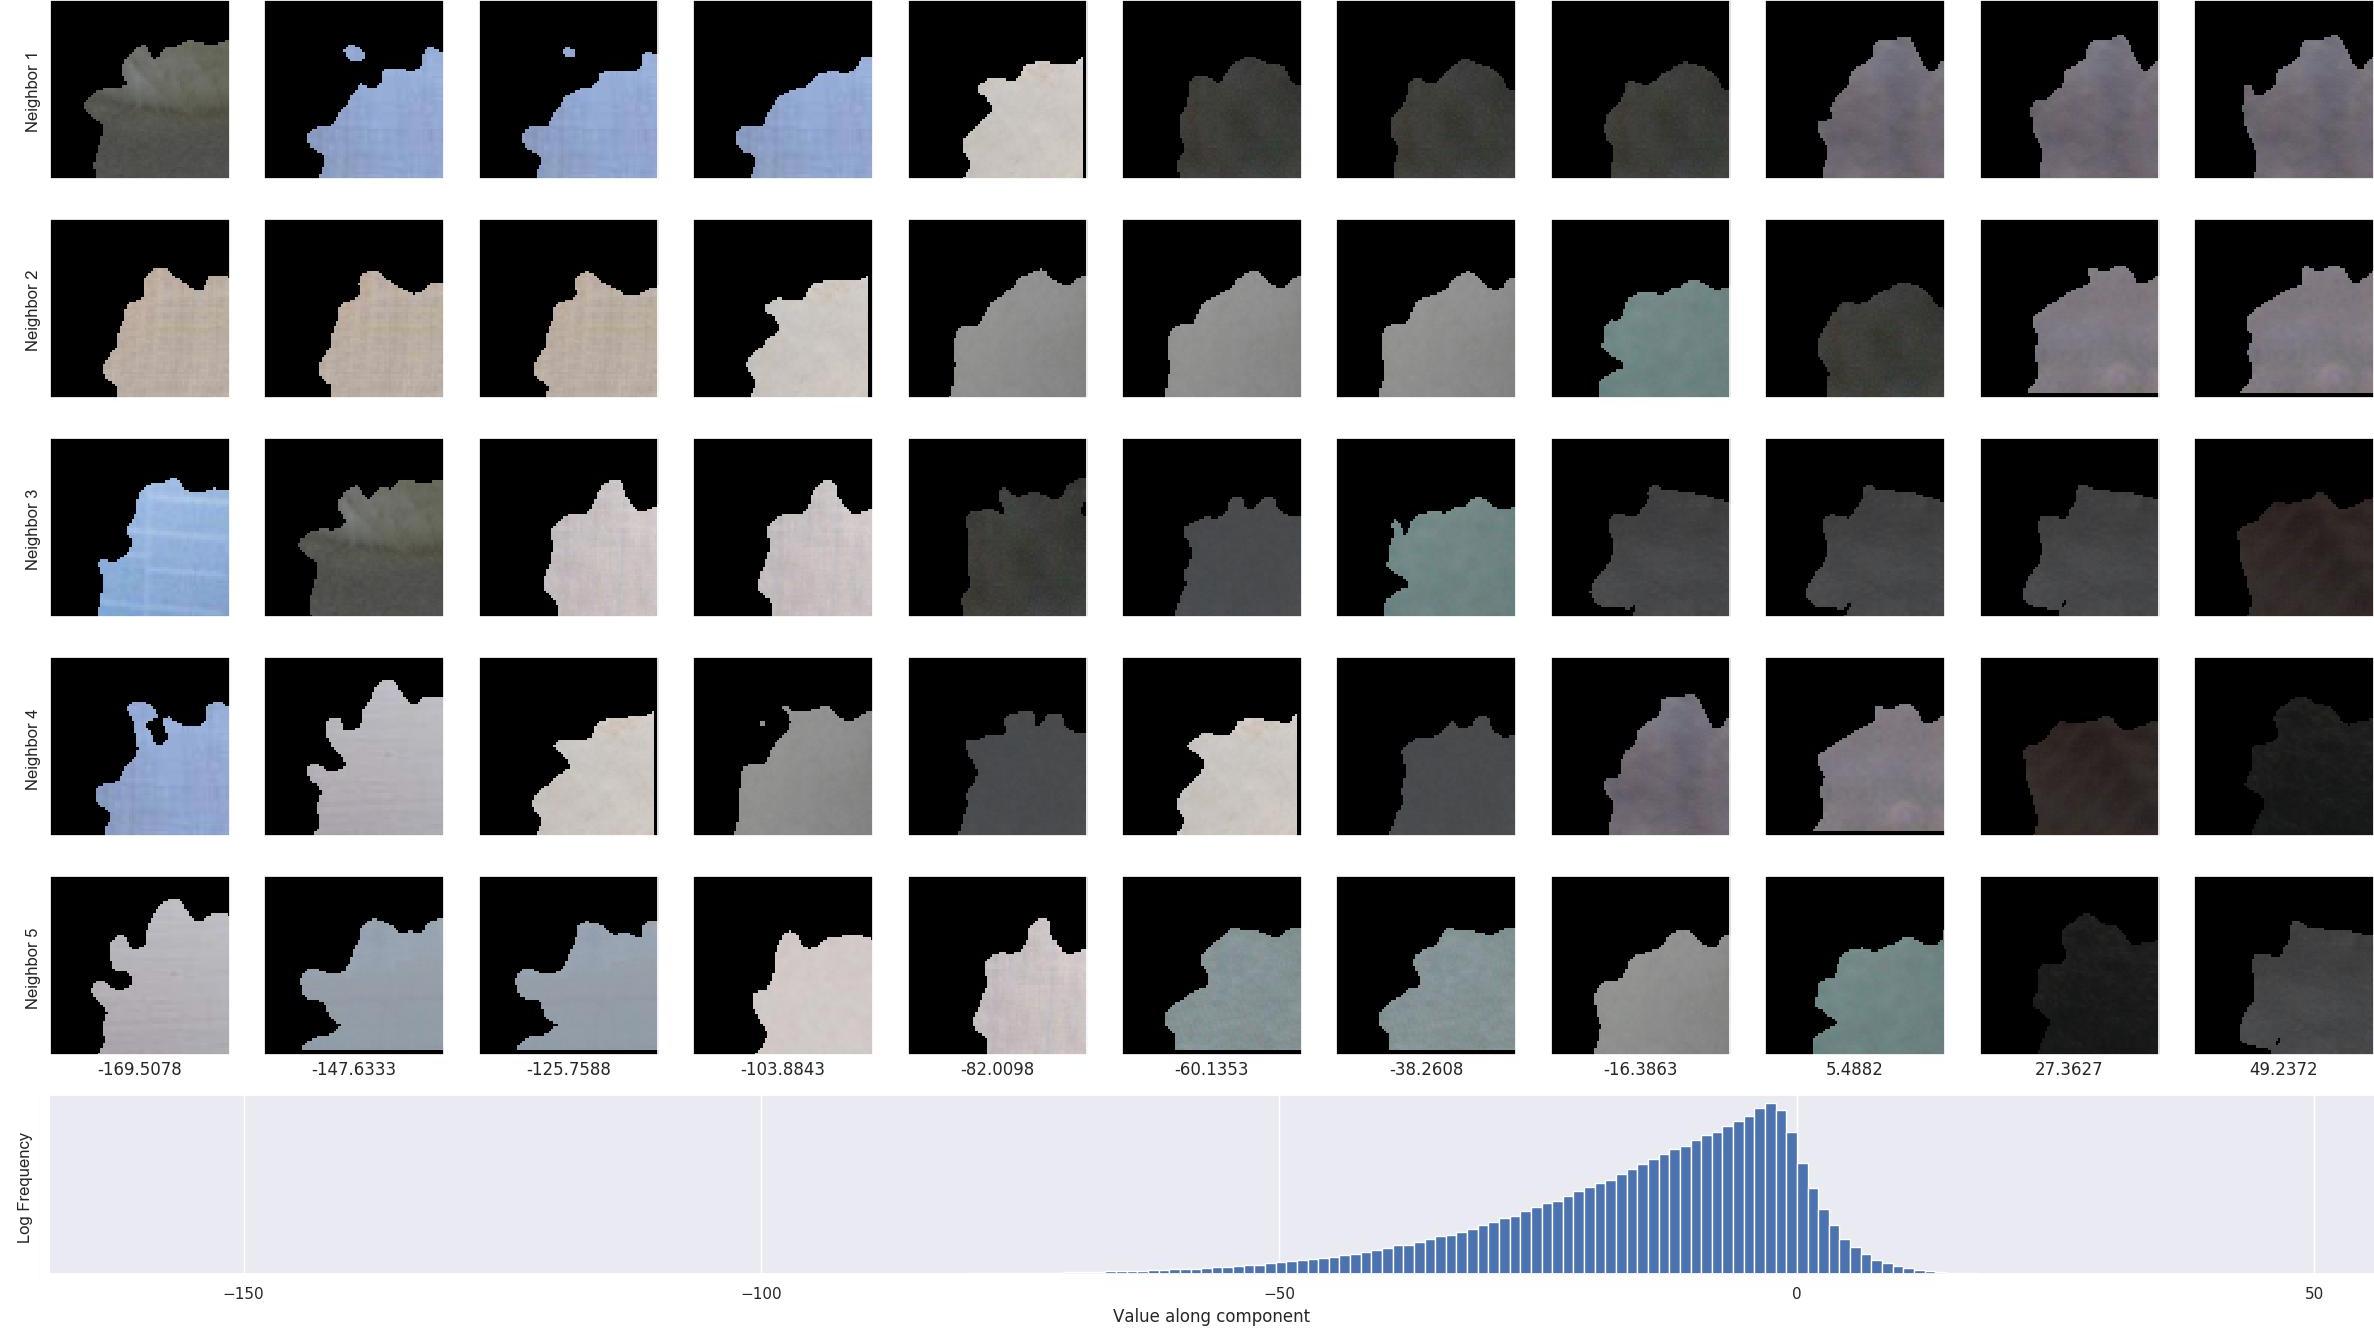 Neighbor 1
Neighbor 2
Neighbor 3
Neighbor 4
Neighbor 5
-169.5078 -147.6333 -125.7588 -103.8843 -82.0098 -60.1353 -38.2608 -16.3863 5.4882 27.3627 49.2372
Log Frequency
−150 −100 −50 0 50
Value along component